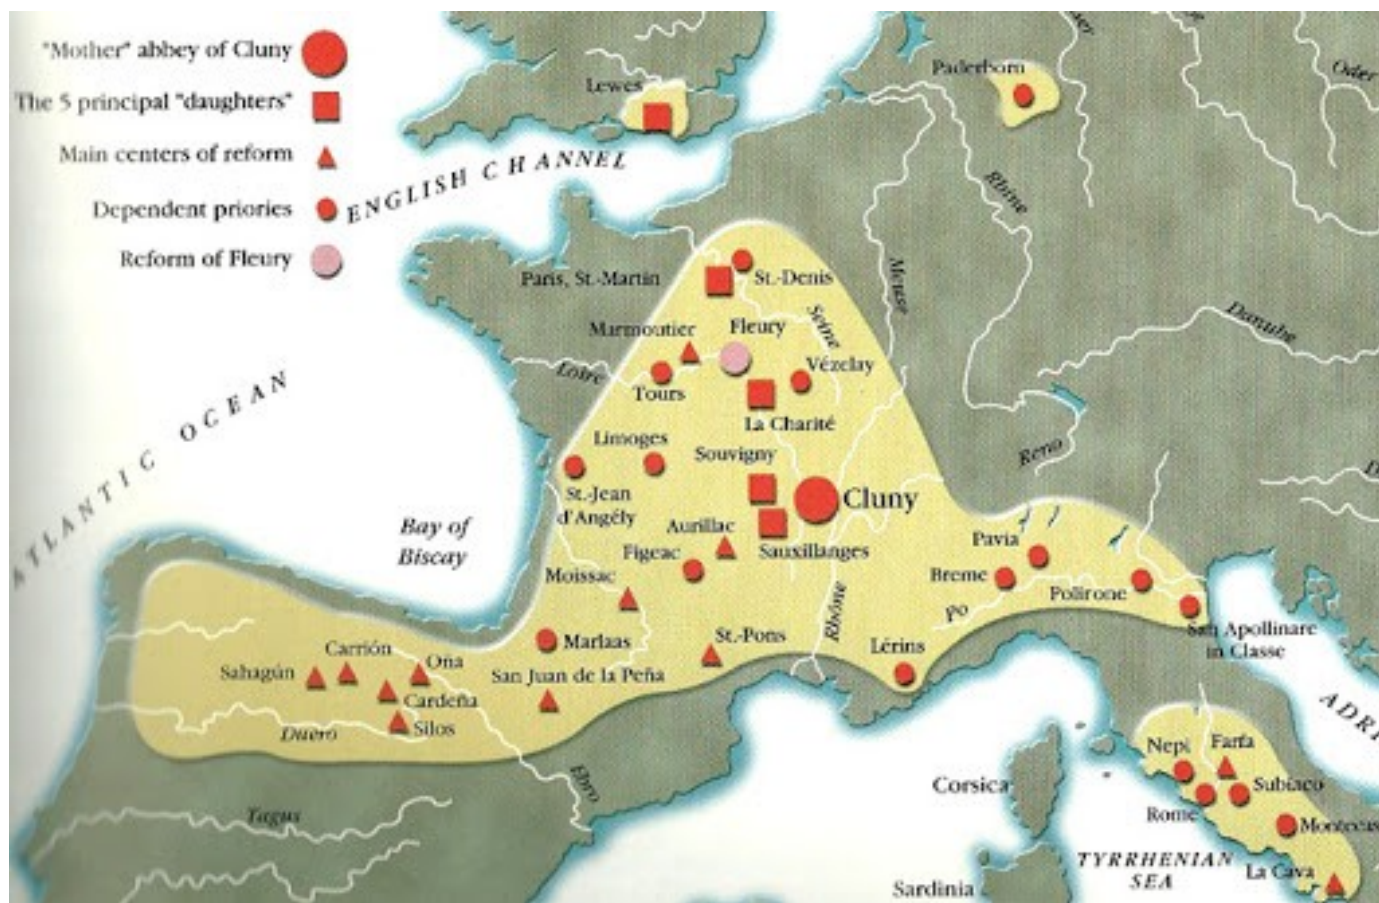 "Mother" abbey of Cluny
The 5 principal "daughters"
Main centers of reform
Dependent priories
Reform of Fleury
Lewes
Paderborn
Oder
ENGLISH CHANNEL
Rhine
Meuse
Danube
Paris, St.-Martin
St.-Denis
Marmoutier
Fleury
Seine
Loire
Tours
Vézelay
La Charité
ATLANTIC OCEAN
Limoges
Souvigny
Reno
St.-Jean
d'Angély
Cluny
Bay of
Biscay
Aurillac
Sauxillanges
Figeac
Moissac
Pavia
Breme
Polirone
Po
Rhône
Marlaas
St.-Pons
Lérins
San Apollinare
in Classe
Carrión
Oña
Sahagún
San Juan de la Peña
Cardeña
Silos
Duero
Ebro
Tagus
ADRI
Nepi
Farfa
Corsica
Subiaco
Rome
Montecas
TYRRHENIAN
SEA
La Cava
Sardinia